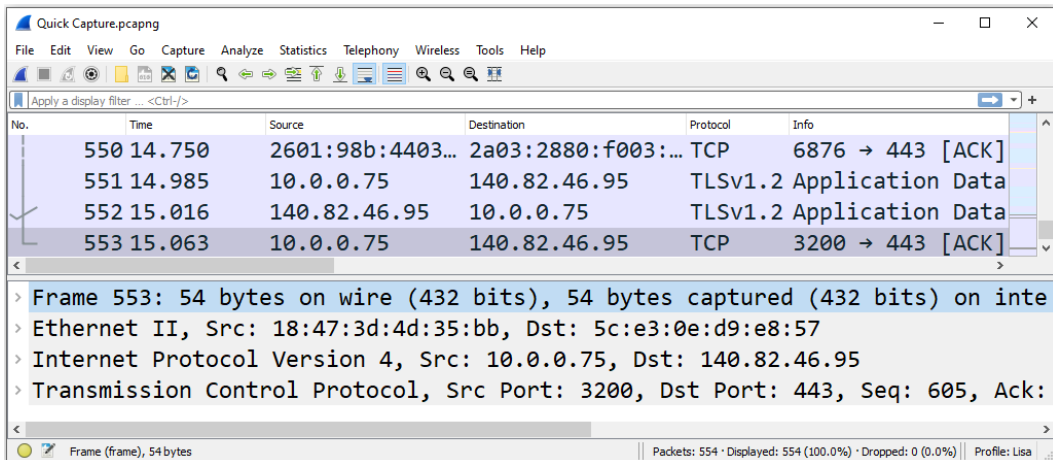 Quick Capture.pcapng
File Edit View Go Capture Analyze Statistics Telephony Wireless Tools Help
Apply a display filter ... <Ctrl-/>
No. Time Source Destination Protocol Info
550 14.750 2601:98b:4403… 2a03:2880:f003:… TCP 6876 → 443 [ACK]
551 14.985 10.0.0.75 140.82.46.95 TLSv1.2 Application Data
552 15.016 140.82.46.95 10.0.0.75 TLSv1.2 Application Data
553 15.063 10.0.0.75 140.82.46.95 TCP 3200 → 443 [ACK]
Frame 553: 54 bytes on wire (432 bits), 54 bytes captured (432 bits) on inte
Ethernet II, Src: 18:47:3d:4d:35:bb, Dst: 5c:e3:0e:d9:e8:57
Internet Protocol Version 4, Src: 10.0.0.75, Dst: 140.82.46.95
Transmission Control Protocol, Src Port: 3200, Dst Port: 443, Seq: 605, Ack:
Frame (frame), 54 bytes Packets: 554 · Displayed: 554 (100.0%) · Dropped: 0 (0.0%) Profile: Lisa